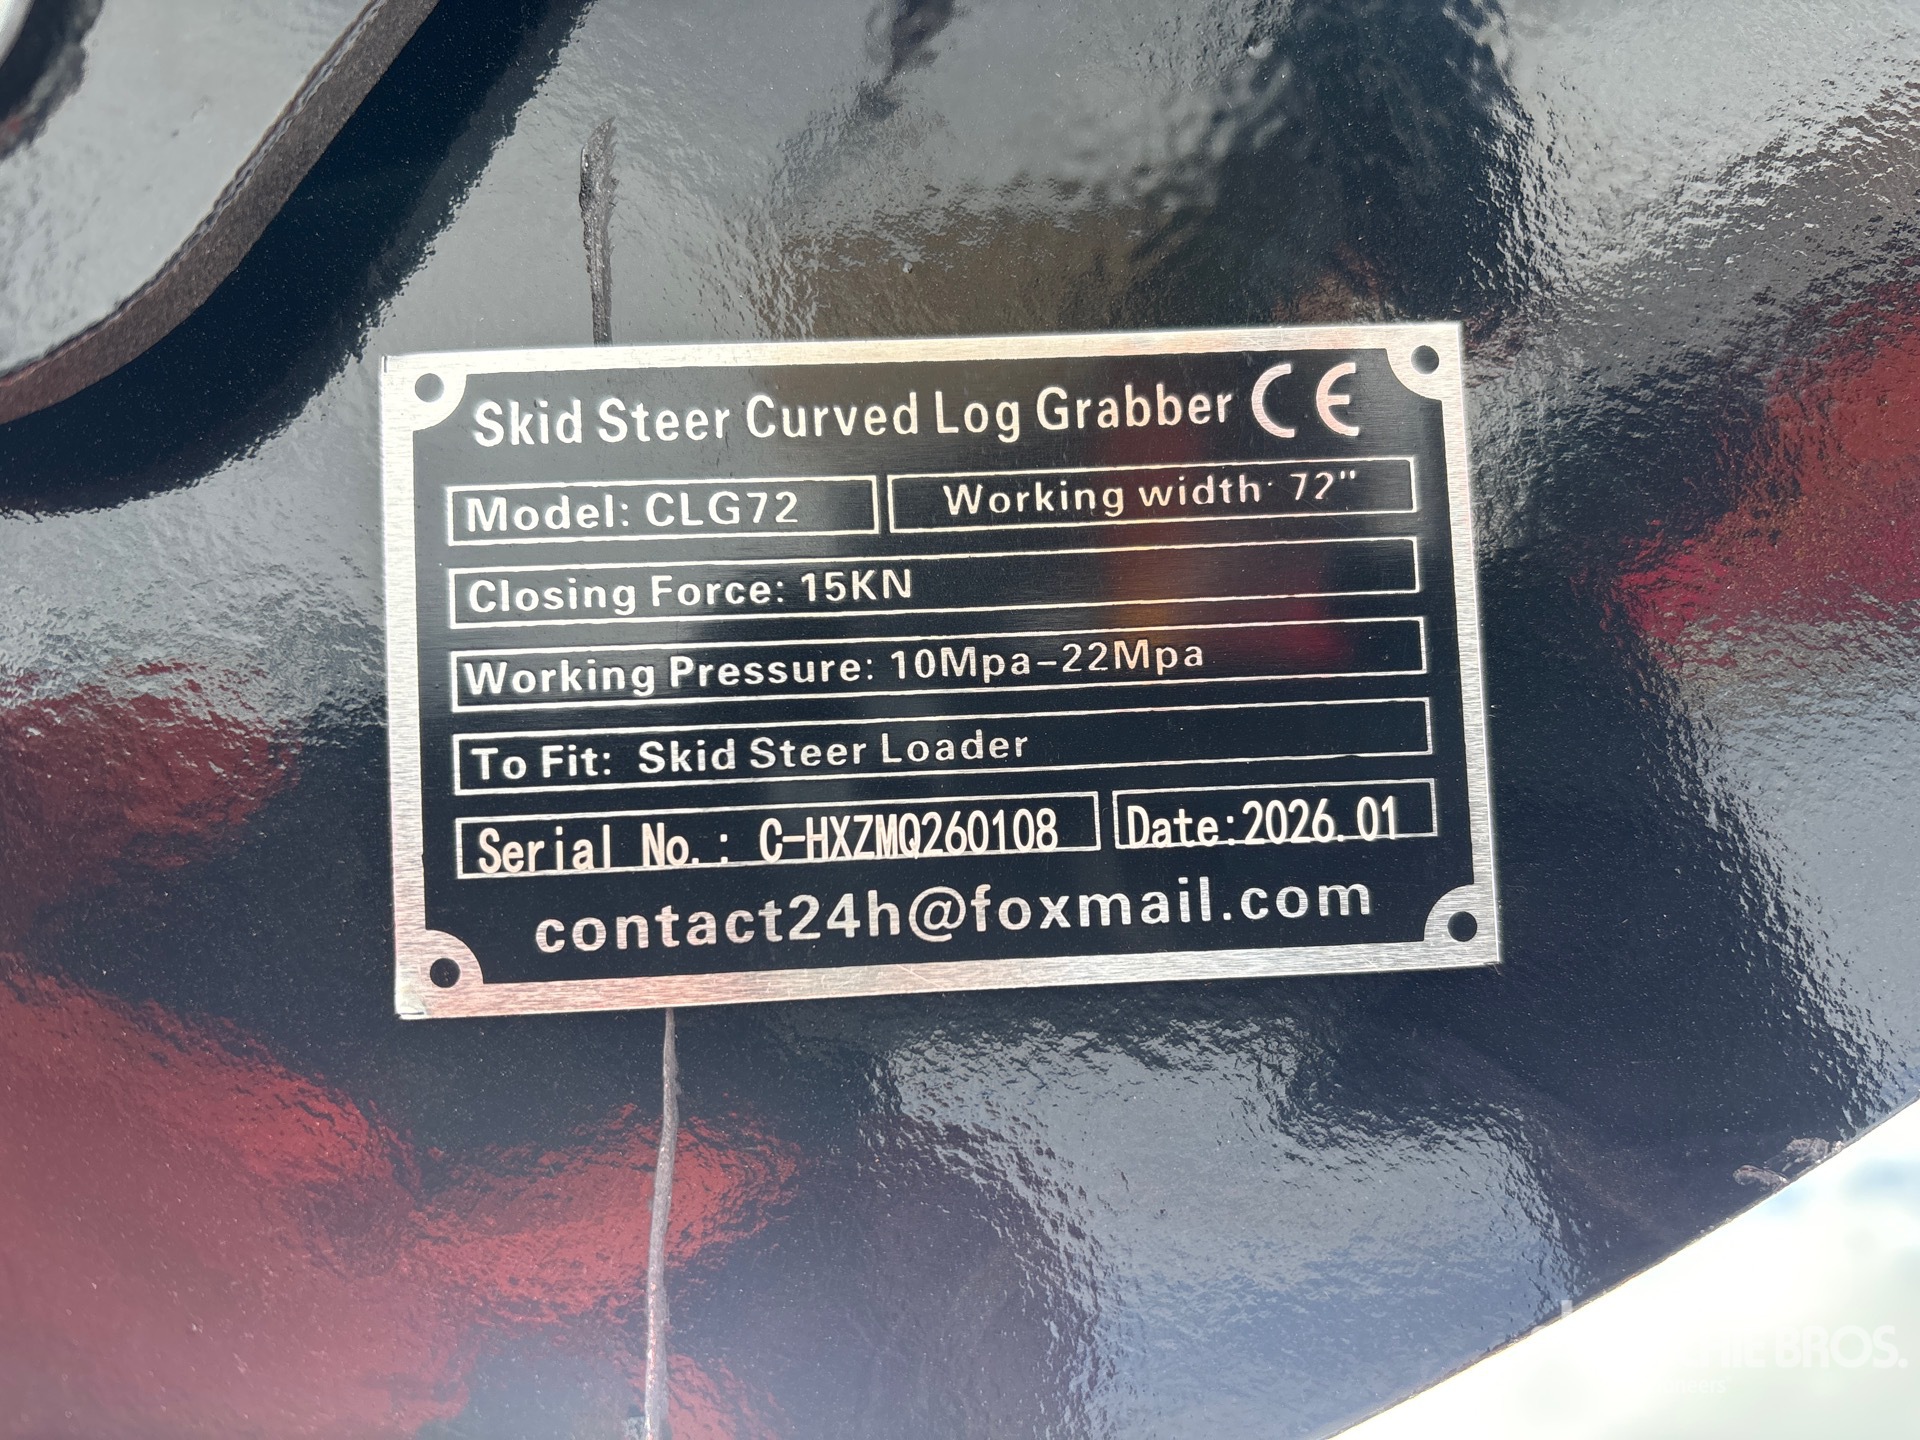 Skid Steer Curved Log Grabber CE
Model: CLG72 Working width: 72"
Closing Force: 15KN
Working Pressure: 10Mpa-22Mpa
To Fit: Skid Steer Loader
Serial No.: C-HXZMQ260108 Date:2026.01
contact24h@foxmail.com
BROS.